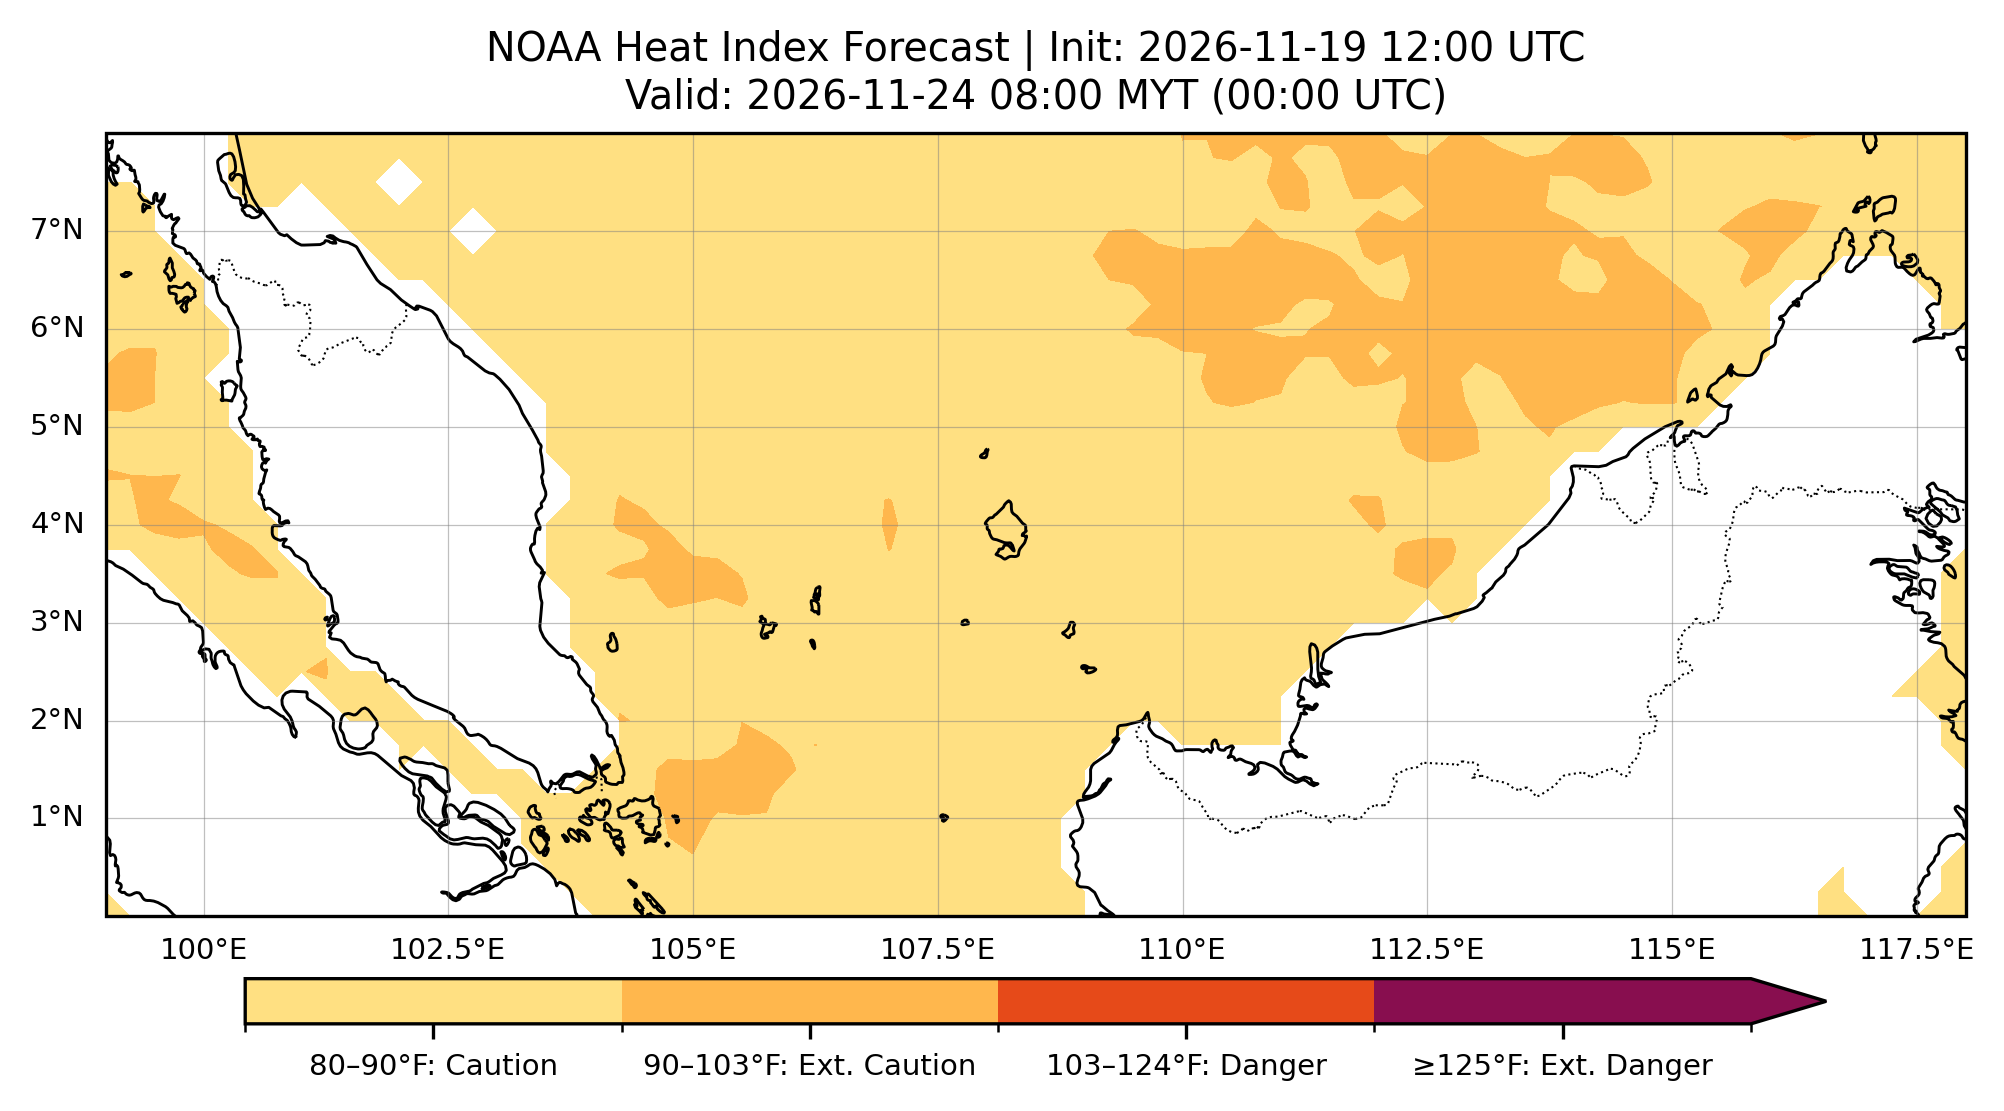 NOAA Heat Index Forecast | Init: 2026-11-19 12:00 UTC
Valid: 2026-11-24 08:00 MYT (00:00 UTC)
7°N
6°N
5°N
4°N
3°N
2°N
1°N
100°E 102.5°E 105°E 107.5°E 110°E 112.5°E 115°E 117.5°E
80–90°F: Caution 90–103°F: Ext. Caution 103–124°F: Danger ≥125°F: Ext. Danger